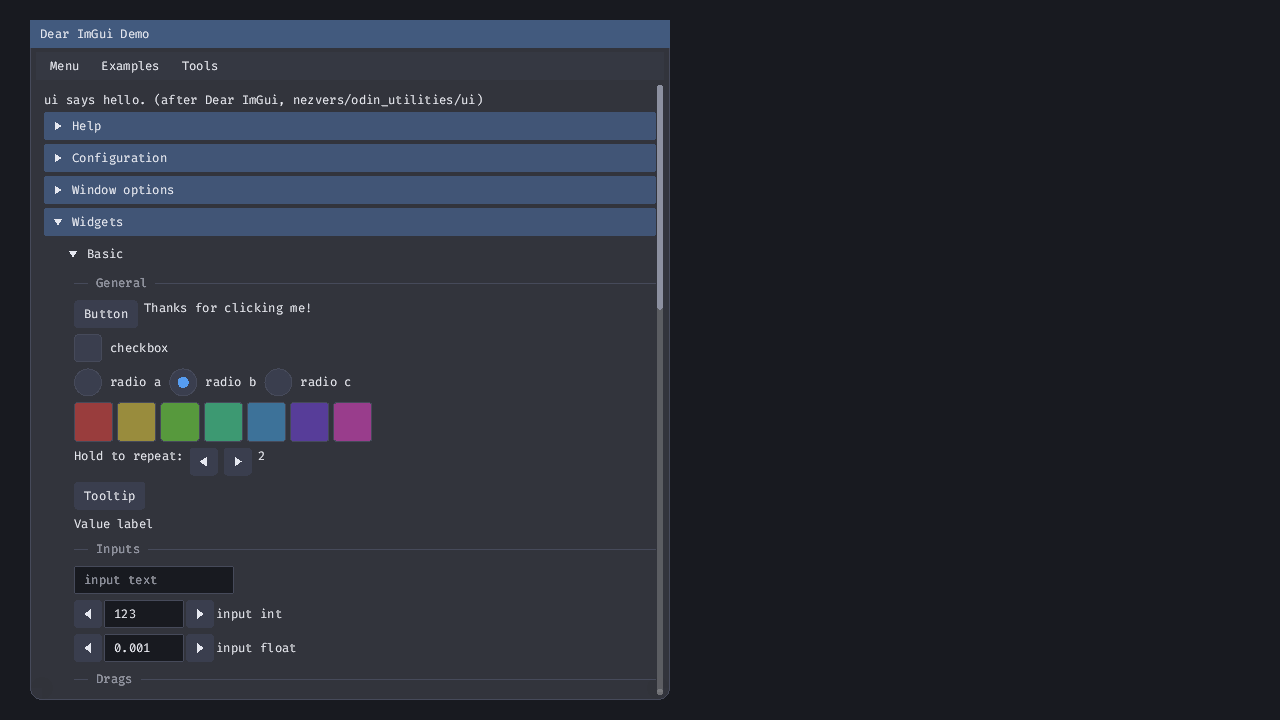 Dear ImGui Demo
Menu Examples Tools
ui says hello. (after Dear ImGui, nezvers/odin_utilities/ui)
Help
Configuration
Window options
Widgets
Basic
General
Button Thanks for clicking me!
checkbox
radio a radio b radio c
Hold to repeat: 2
Tooltip
Value label
Inputs
input text
123 input int
0.001 input float
Drags